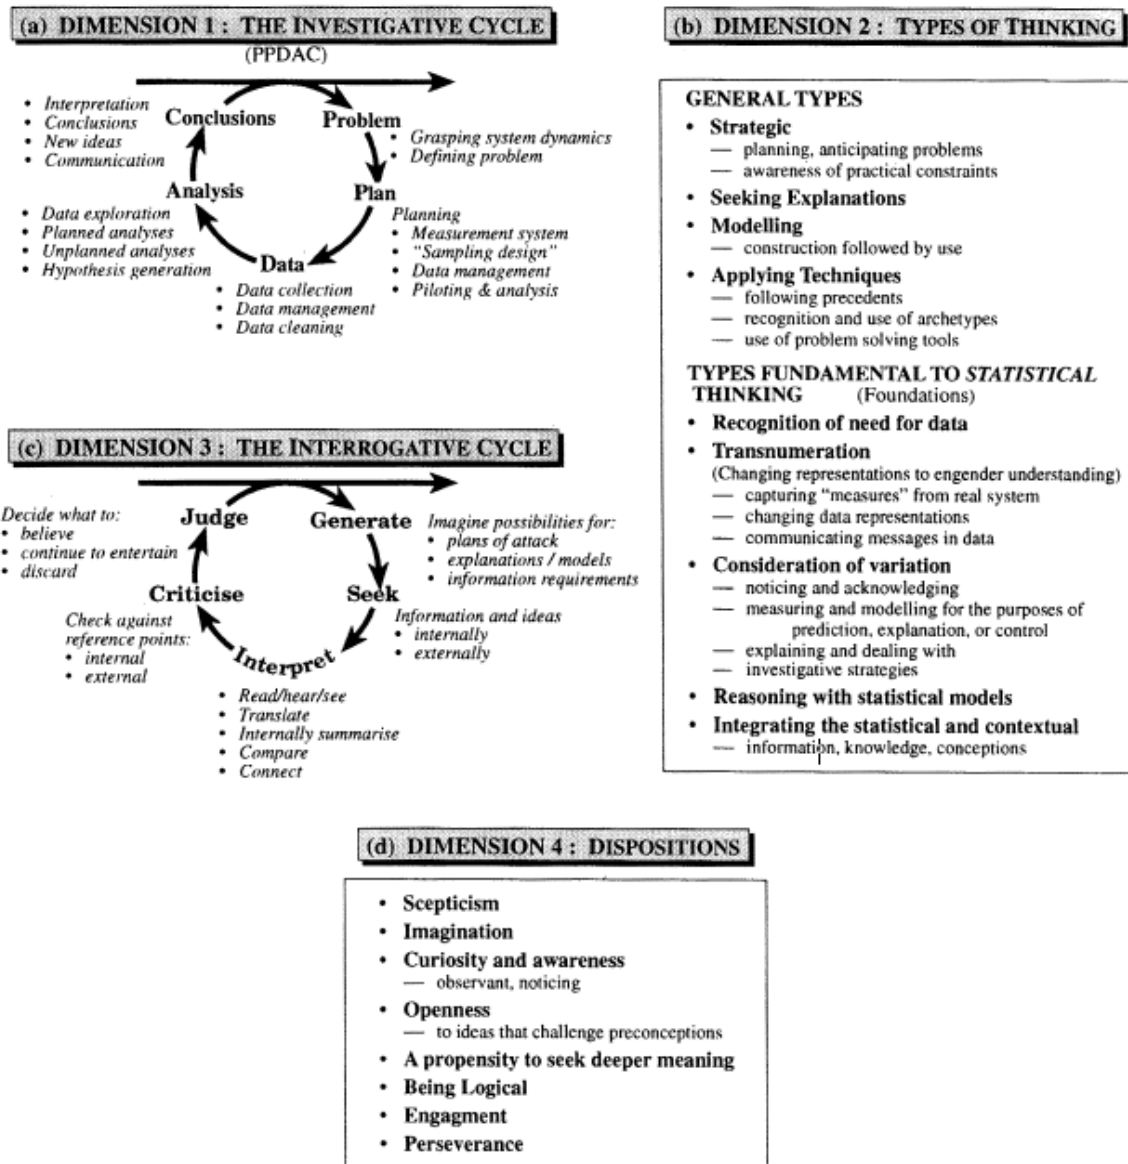 (a) DIMENSION 1 : THE INVESTIGATIVE CYCLE
(PPDAC)
• Interpretation
• Conclusions
• New ideas
• Communication
Conclusions
Problem
• Grasping system dynamics
• Defining problem
Analysis
Plan
• Data exploration
• Planned analyses
• Unplanned analyses
• Hypothesis generation
Planning
• Measurement system
• "Sampling design"
• Data management
• Piloting & analysis
Data
• Data collection
• Data management
• Data cleaning
(b) DIMENSION 2 : TYPES OF THINKING
GENERAL TYPES
• Strategic
— planning, anticipating problems
— awareness of practical constraints
• Seeking Explanations
• Modelling
— construction followed by use
• Applying Techniques
— following precedents
— recognition and use of archetypes
— use of problem solving tools
TYPES FUNDAMENTAL TO STATISTICAL
THINKING (Foundations)
• Recognition of need for data
• Transnumeration
(Changing representations to engender understanding)
— capturing "measures" from real system
— changing data representations
— communicating messages in data
• Consideration of variation
— noticing and acknowledging
— measuring and modelling for the purposes of
prediction, explanation, or control
— explaining and dealing with
— investigative strategies
• Reasoning with statistical models
• Integrating the statistical and contextual
— information, knowledge, conceptions
(c) DIMENSION 3 : THE INTERROGATIVE CYCLE
Decide what to:
• believe
• continue to entertain
• discard
Judge
Generate
Imagine possibilities for:
• plans of attack
• explanations / models
• information requirements
Criticise
Seek
Check against
reference points:
• internal
• external
Information and ideas
• internally
• externally
Interpret
• Read/hear/see
• Translate
• Internally summarise
• Compare
• Connect
(d) DIMENSION 4 : DISPOSITIONS
• Scepticism
• Imagination
• Curiosity and awareness
— observant, noticing
• Openness
— to ideas that challenge preconceptions
• A propensity to seek deeper meaning
• Being Logical
• Engagment
• Perseverance